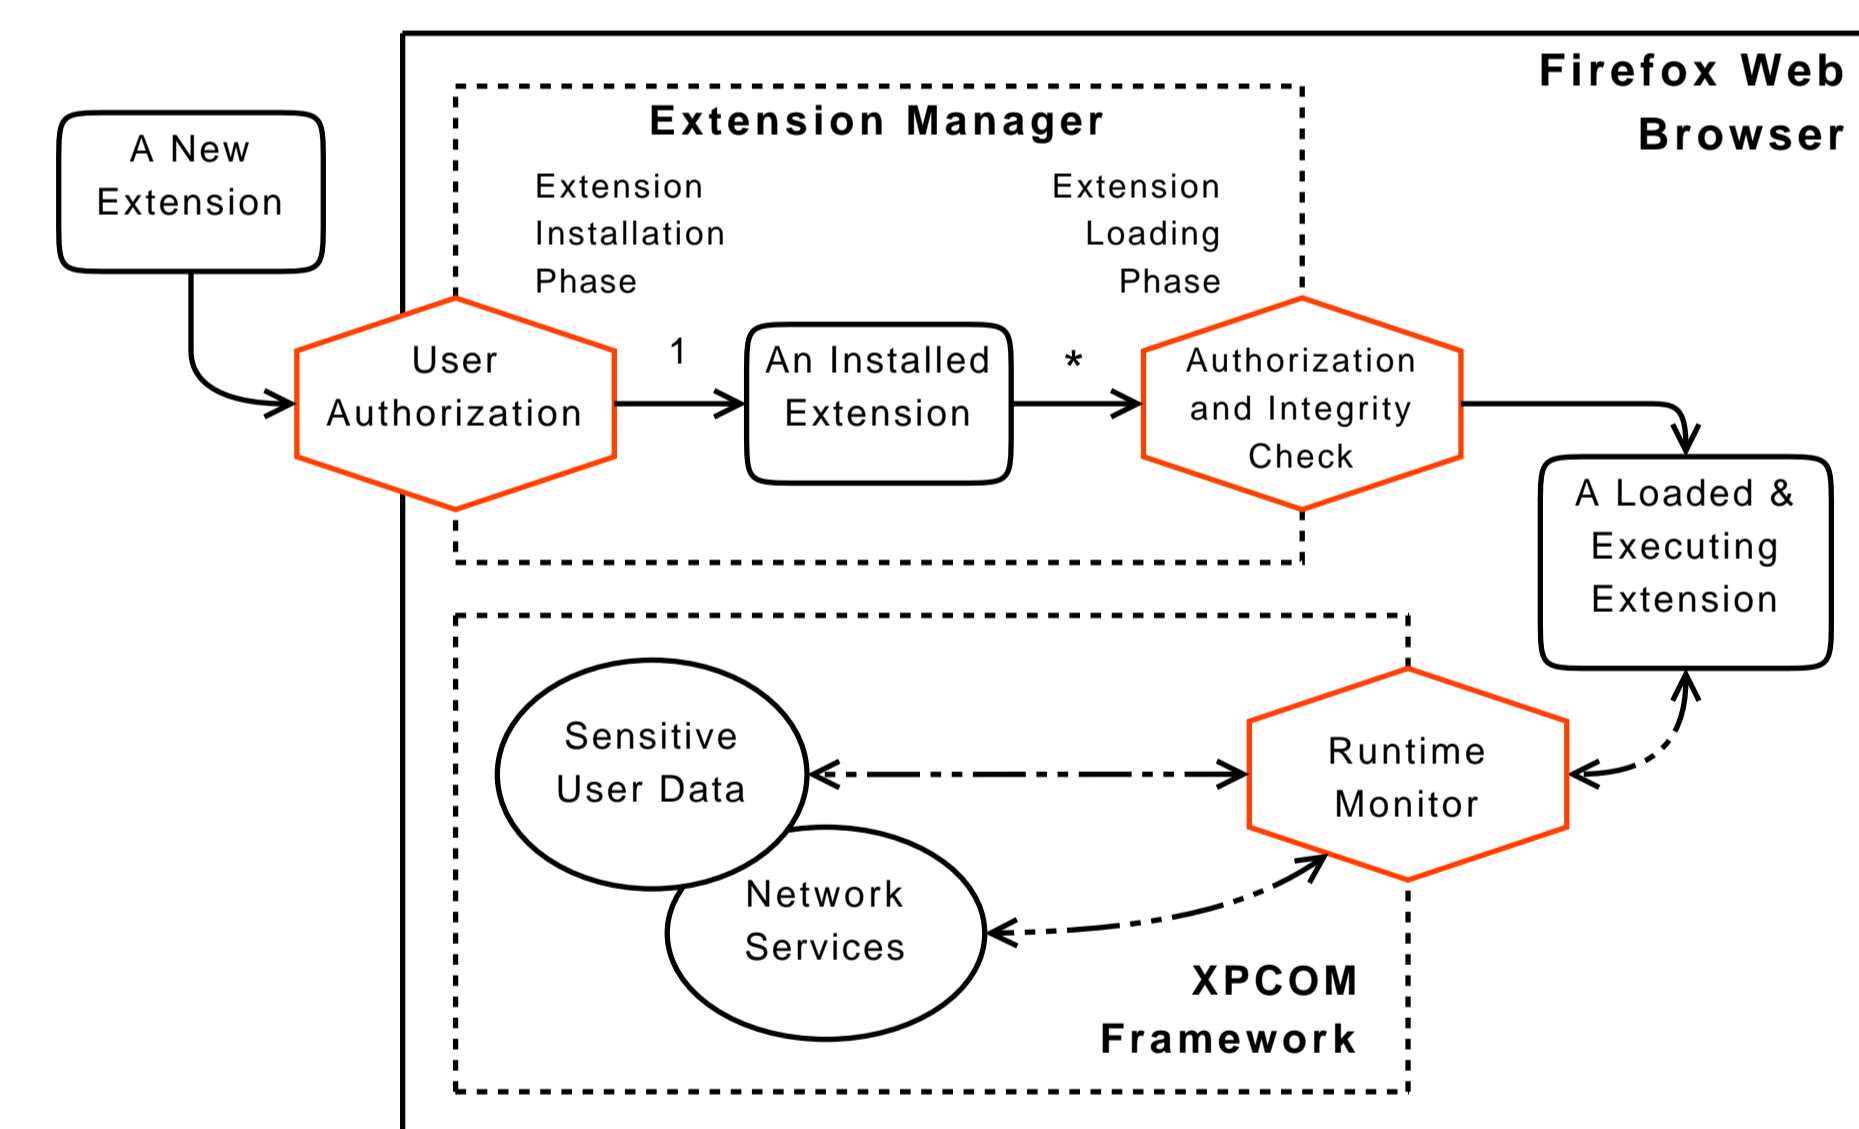 Firefox Web
Browser
A New
Extension
Extension Manager
Extension
Installation
Phase
Extension
Loading
Phase
User
Authorization
1
An Installed
Extension
*
Authorization
and Integrity
Check
A Loaded &
Executing
Extension
Sensitive
User Data
Network
Services
Runtime
Monitor
XPCOM
Framework